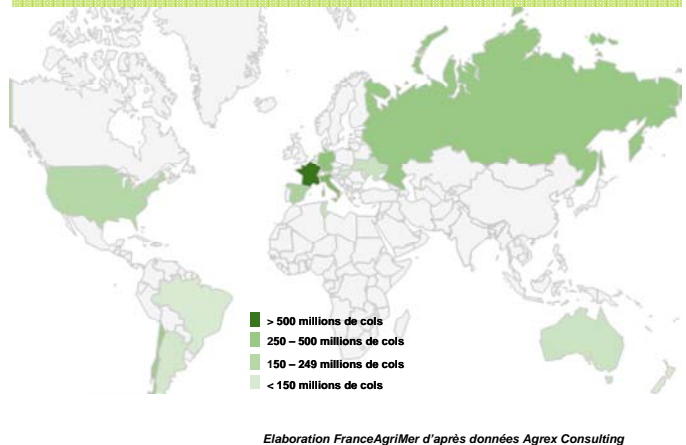 > 500 millions de cols
250 – 500 millions de cols
150 – 249 millions de cols
< 150 millions de cols
Elaboration FranceAgriMer d'après données Agrex Consulting